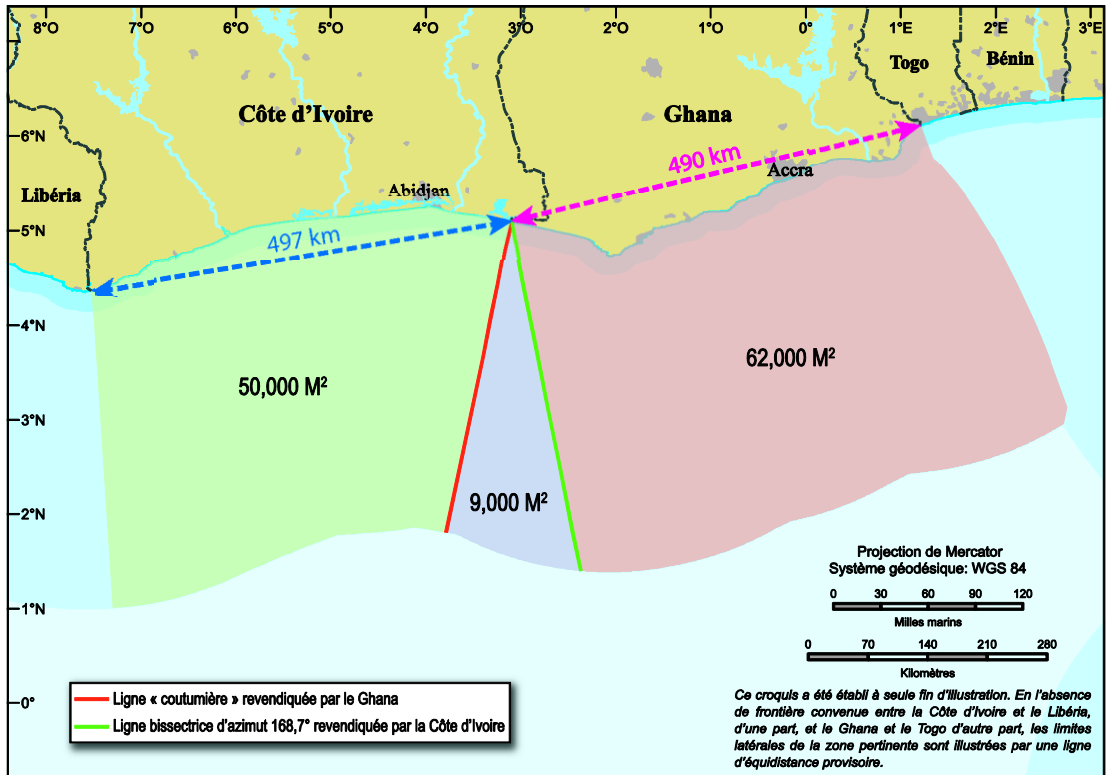 8°O 7°O 6°O 5°O 4°O 3°O 2°O 1°O 0° 1°E 2°E 3°E
Togo
Bénin
Côte d'Ivoire
Ghana
6°N
490 km
Accra
Libéria
Abidjan
5°N
497 km
4°N
62,000 M²
50,000 M²
3°N
9,000 M²
2°N
Projection de Mercator
Système géodésique: WGS 84
0 30 60 90 120
Milles marins
1°N
0 70 140 210 280
Kilomètres
0°
Ligne « coutumière » revendiquée par le Ghana
Ligne bissectrice d'azimut 168,7° revendiquée par la Côte d'Ivoire
Ce croquis a été établi à seule fin d'illustration. En l'absence
de frontière convenue entre la Côte d'Ivoire et le Libéria,
d'une part, et le Ghana et le Togo d'autre part, les limites
latérales de la zone pertinente sont illustrées par une ligne
d'équidistance provisoire.